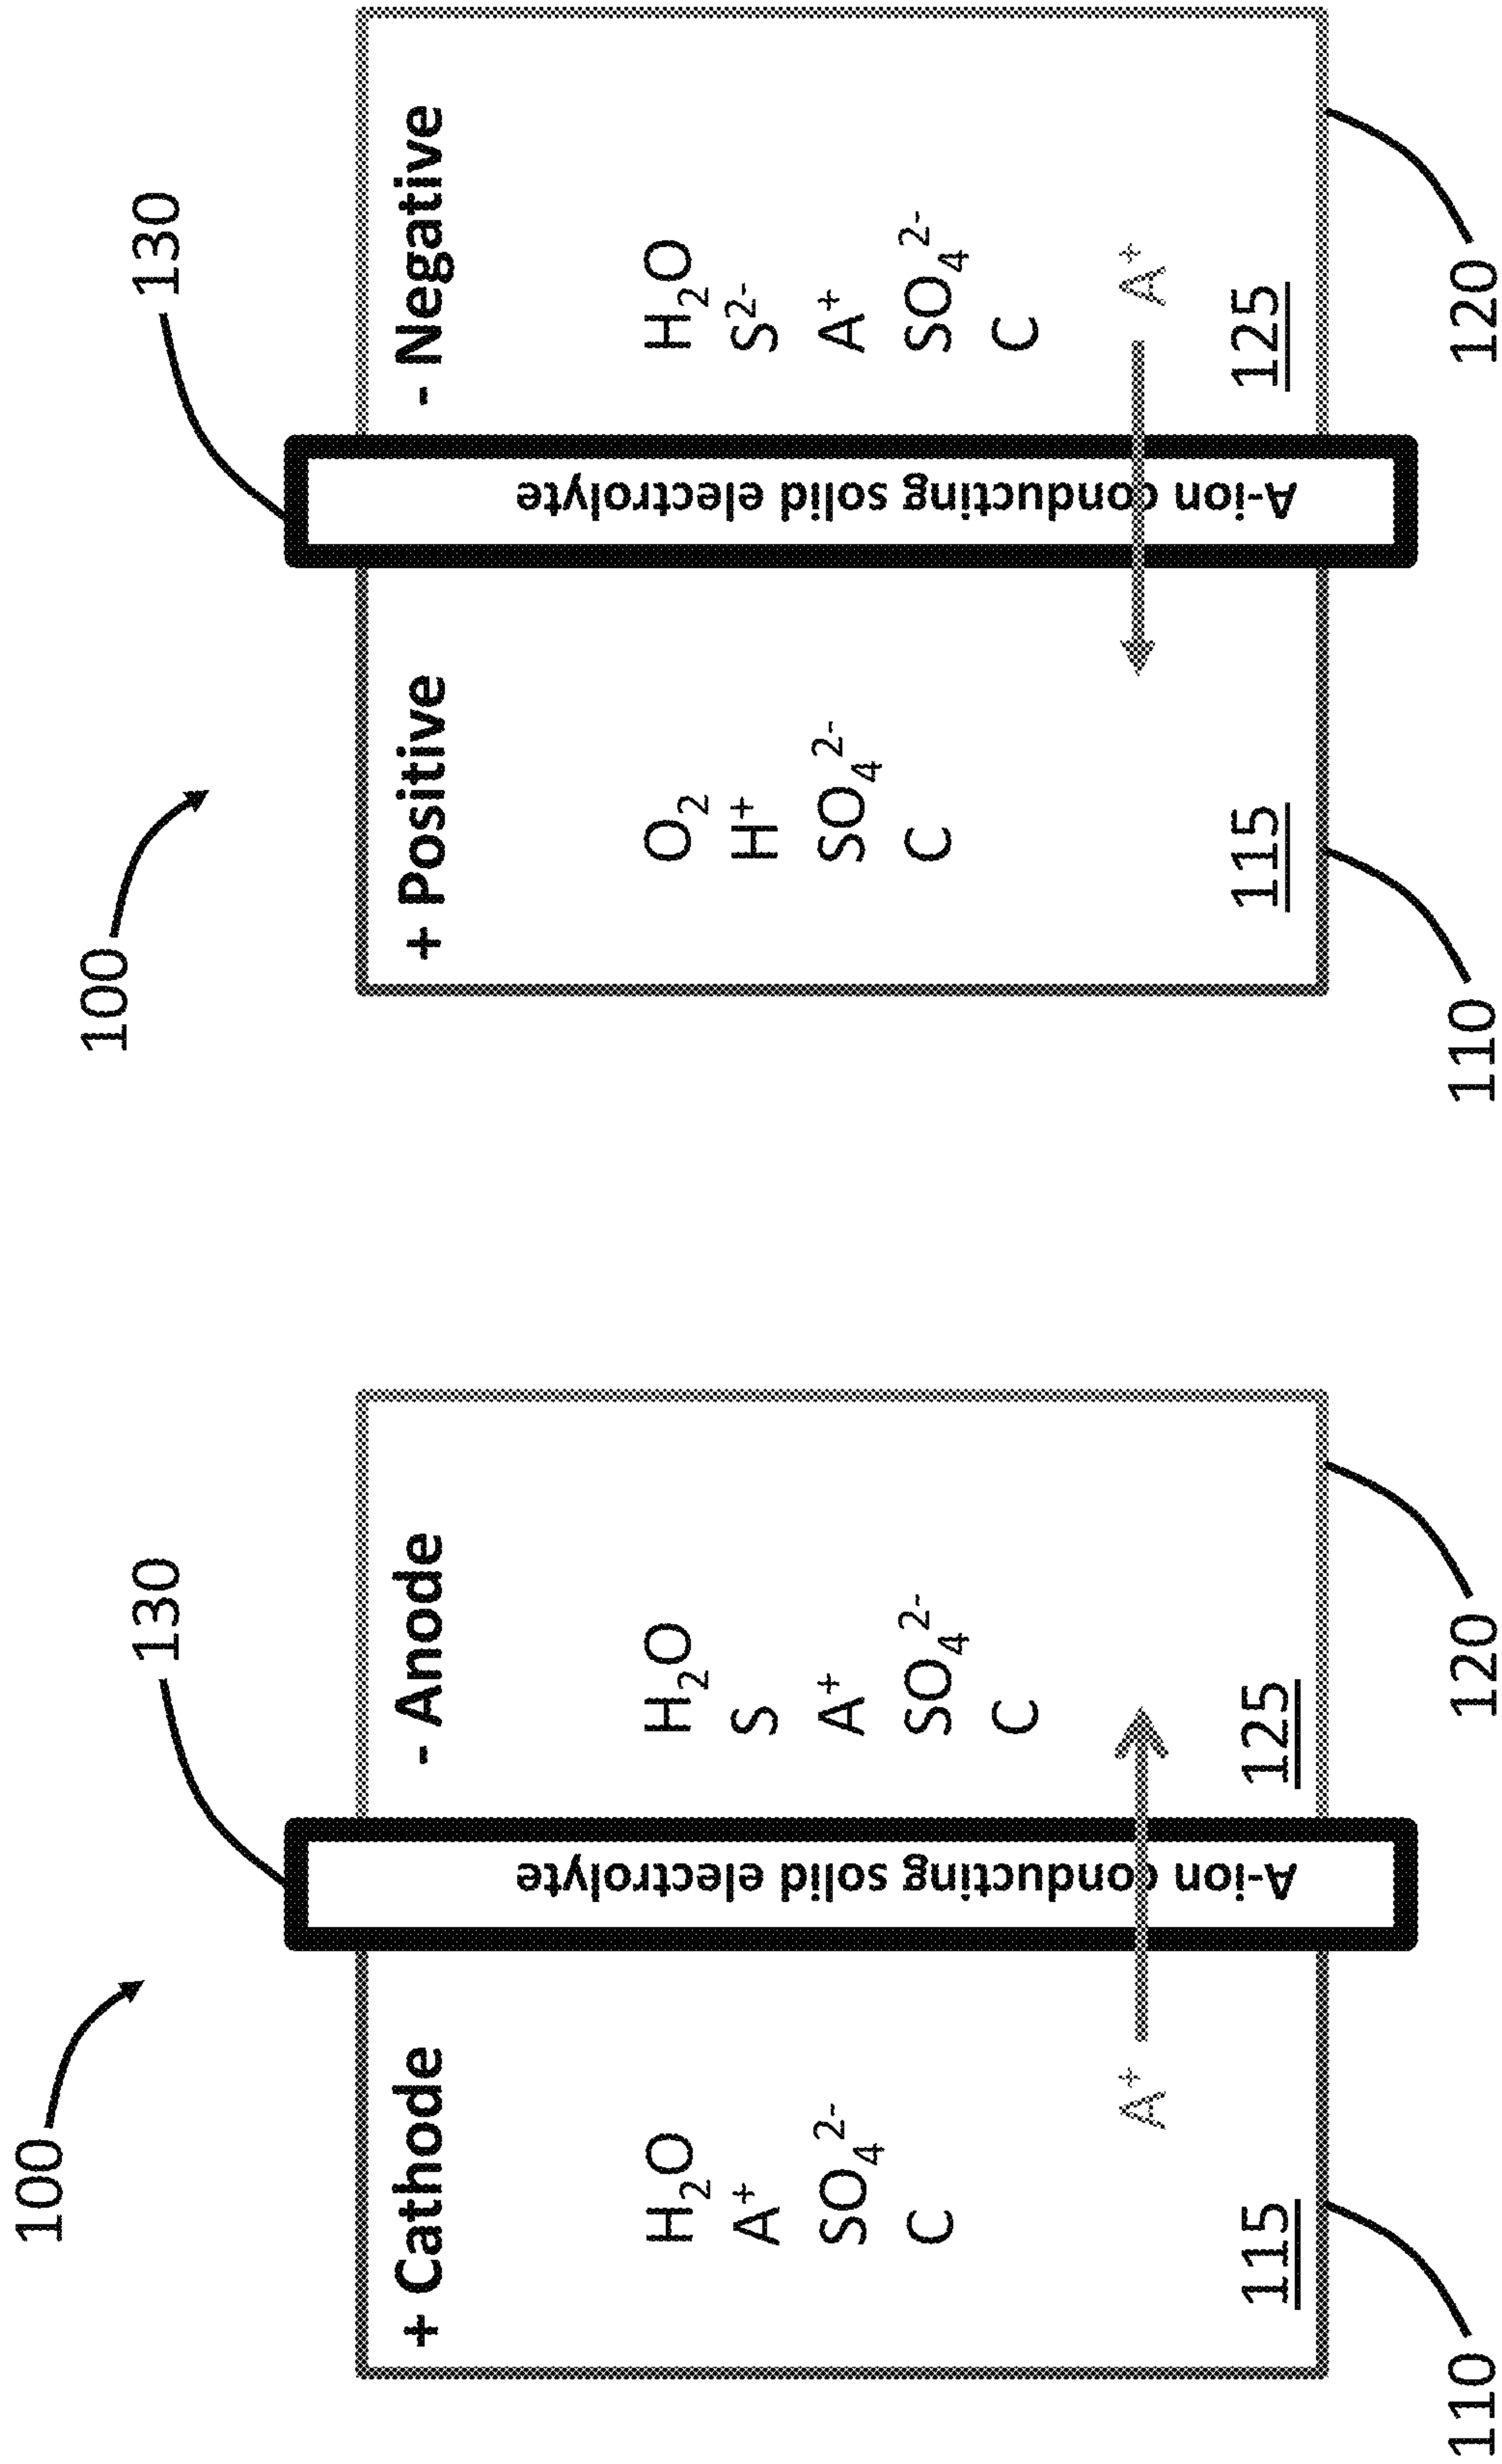 100
130
+ Cathode
- Anode
H₂O
A⁺
SO₄²⁻
C
A⁺
115
A-ion conducting solid electrolyte
H₂O
S
A⁺
SO₄²⁻
C
125
110
120
100
130
+ Positive
- Negative
O₂
H⁺
SO₄²⁻
C
115
A-ion conducting solid electrolyte
H₂O
S²⁻
A⁺
SO₄²⁻
C
A⁺
125
110
120